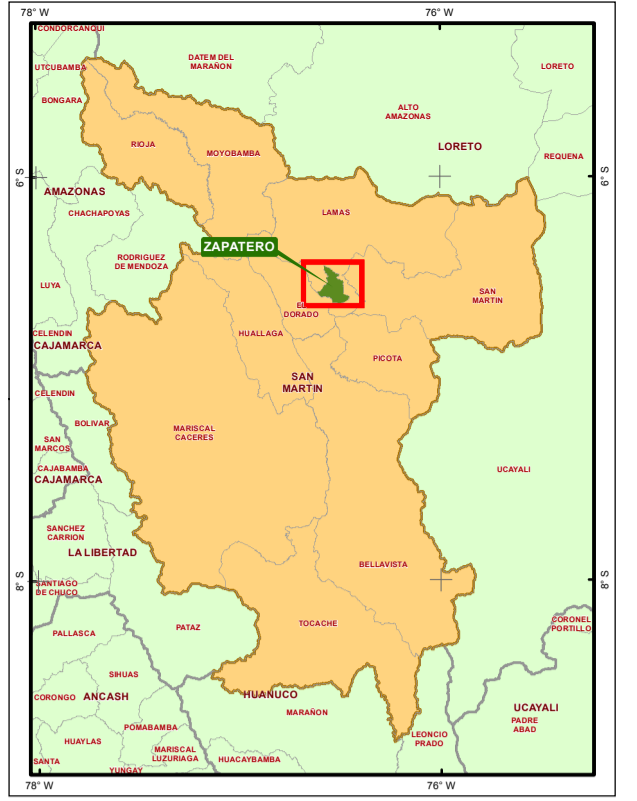 78° W
76° W
CONDORCANQUI
DATEM DEL
MARAÑON
LORETO
UTCUBAMBA
BONGARA
ALTO
AMAZONAS
RIOJA
MOYOBAMBA
LORETO
REQUENA
6° S
6° S
AMAZONAS
CHACHAPOYAS
LAMAS
ZAPATERO
RODRIGUEZ
DE MENDOZA
LUYA
SAN
MARTIN
EL
DORADO
CELENDIN
CAJAMARCA
HUALLAGA
PICOTA
SAN
MARTIN
CELENDIN
BOLIVAR
MARISCAL
CACERES
SAN
MARCOS
CAJABAMBA
CAJAMARCA
UCAYALI
SANCHEZ
CARRION
LA LIBERTAD
BELLAVISTA
8° S
8° S
SANTIAGO
DE CHUCO
PALLASCA
PATAZ
TOCACHE
CORONEL
PORTILLO
SIHUAS
CORONGO
ANCASH
HUANUCO
MARAÑON
UCAYALI
PADRE
ABAD
POMABAMBA
HUAYLAS
MARISCAL
LUZURIAGA
LEONCIO
PRADO
SANTA
YUNGAY
HUACAYBAMBA
78° W
76° W